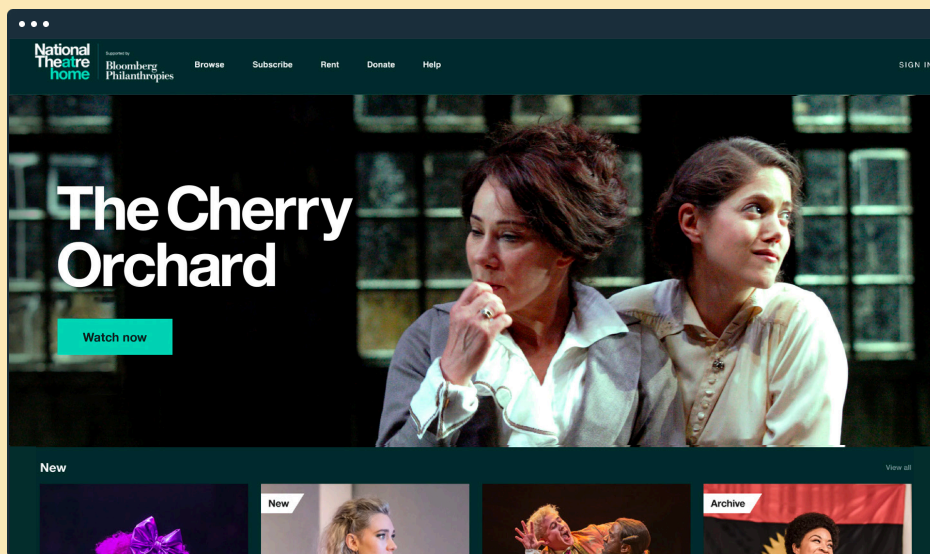 National
Theatre
home
Supported by
Bloomberg
Philanthropies
Browse
Subscribe
Rent
Donate
Help
SIGN IN
The Cherry
Orchard
Watch now
New
View all
New
Archive